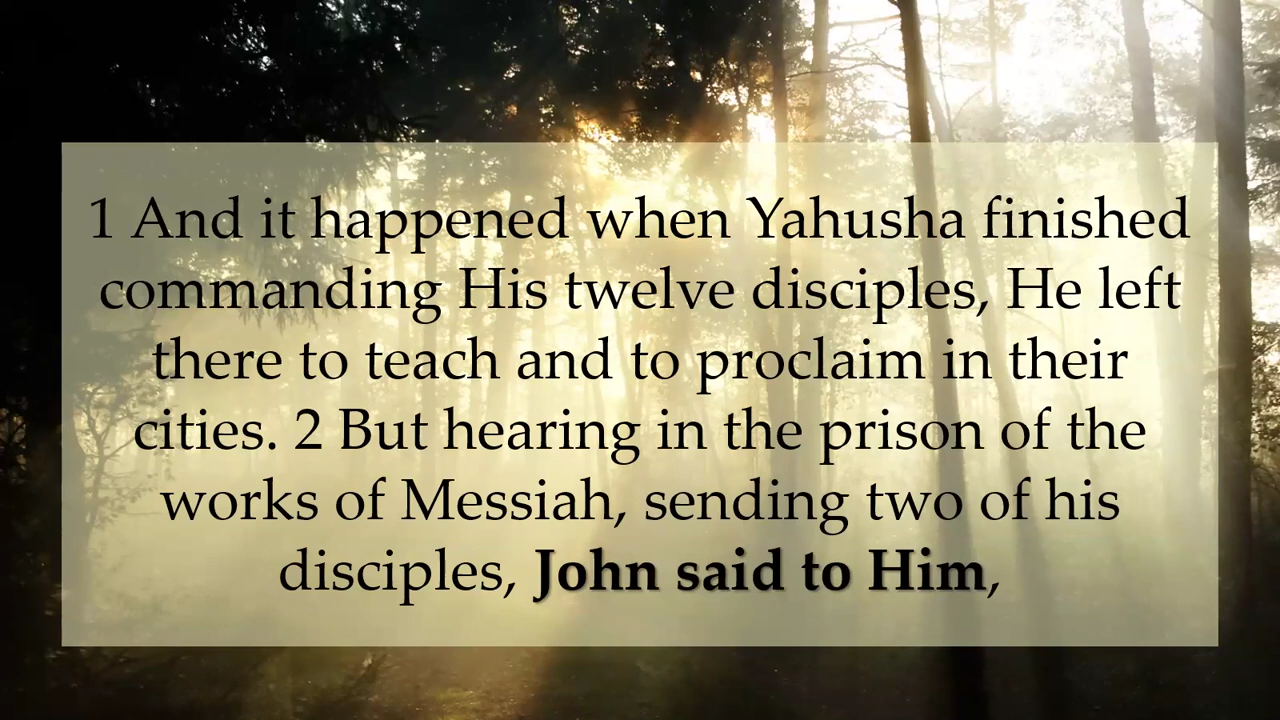 1 And it happened when Yahusha finished
commanding His twelve disciples, He left
there to teach and to proclaim in their
cities. 2 But hearing in the prison of the
works of Messiah, sending two of his
disciples, John said to Him,